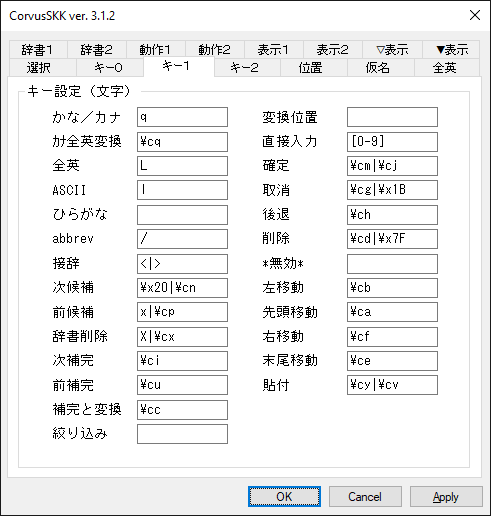 CorvusSKK ver. 3.1.2
辞書1 辞書2 動作1 動作2 表示1 表示2 ▽表示 ▼表示
選択 キー0 キー1 キー2 位置 仮名 全英
キー設定（文字）
かな／カナ q
ｶﾅ全英変換 \cq
全英 L
ASCII l
ひらがな
abbrev /
接辞 <|>
次候補 \x20|\cn
前候補 x|\cp
辞書削除 X|\cx
次補完 \ci
前補完 \cu
補完と変換 \cc
絞り込み
変換位置
直接入力 [0-9]
確定 \cm|\cj
取消 \cg|\x1B
後退 \ch
削除 \cd|\x7F
*無効*
左移動 \cb
先頭移動 \ca
右移動 \cf
末尾移動 \ce
貼付 \cy|\cv
OK Cancel Apply